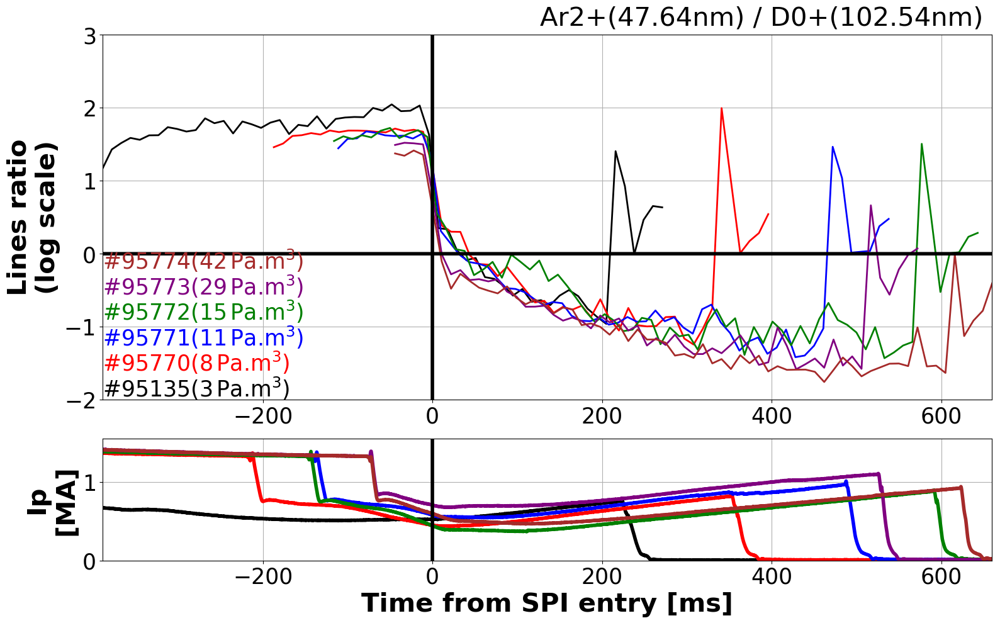 Ar2+(47.64nm) / D0+(102.54nm)
3
2
1
0
−1
−2
Lines ratio
(log scale)
#95774(42 Pa.m³)
#95773(29 Pa.m³)
#95772(15 Pa.m³)
#95771(11 Pa.m³)
#95770(8 Pa.m³)
#95135(3 Pa.m³)
−200 0 200 400 600
Ip
[MA]
1
0
−200 0 200 400 600
Time from SPI entry [ms]